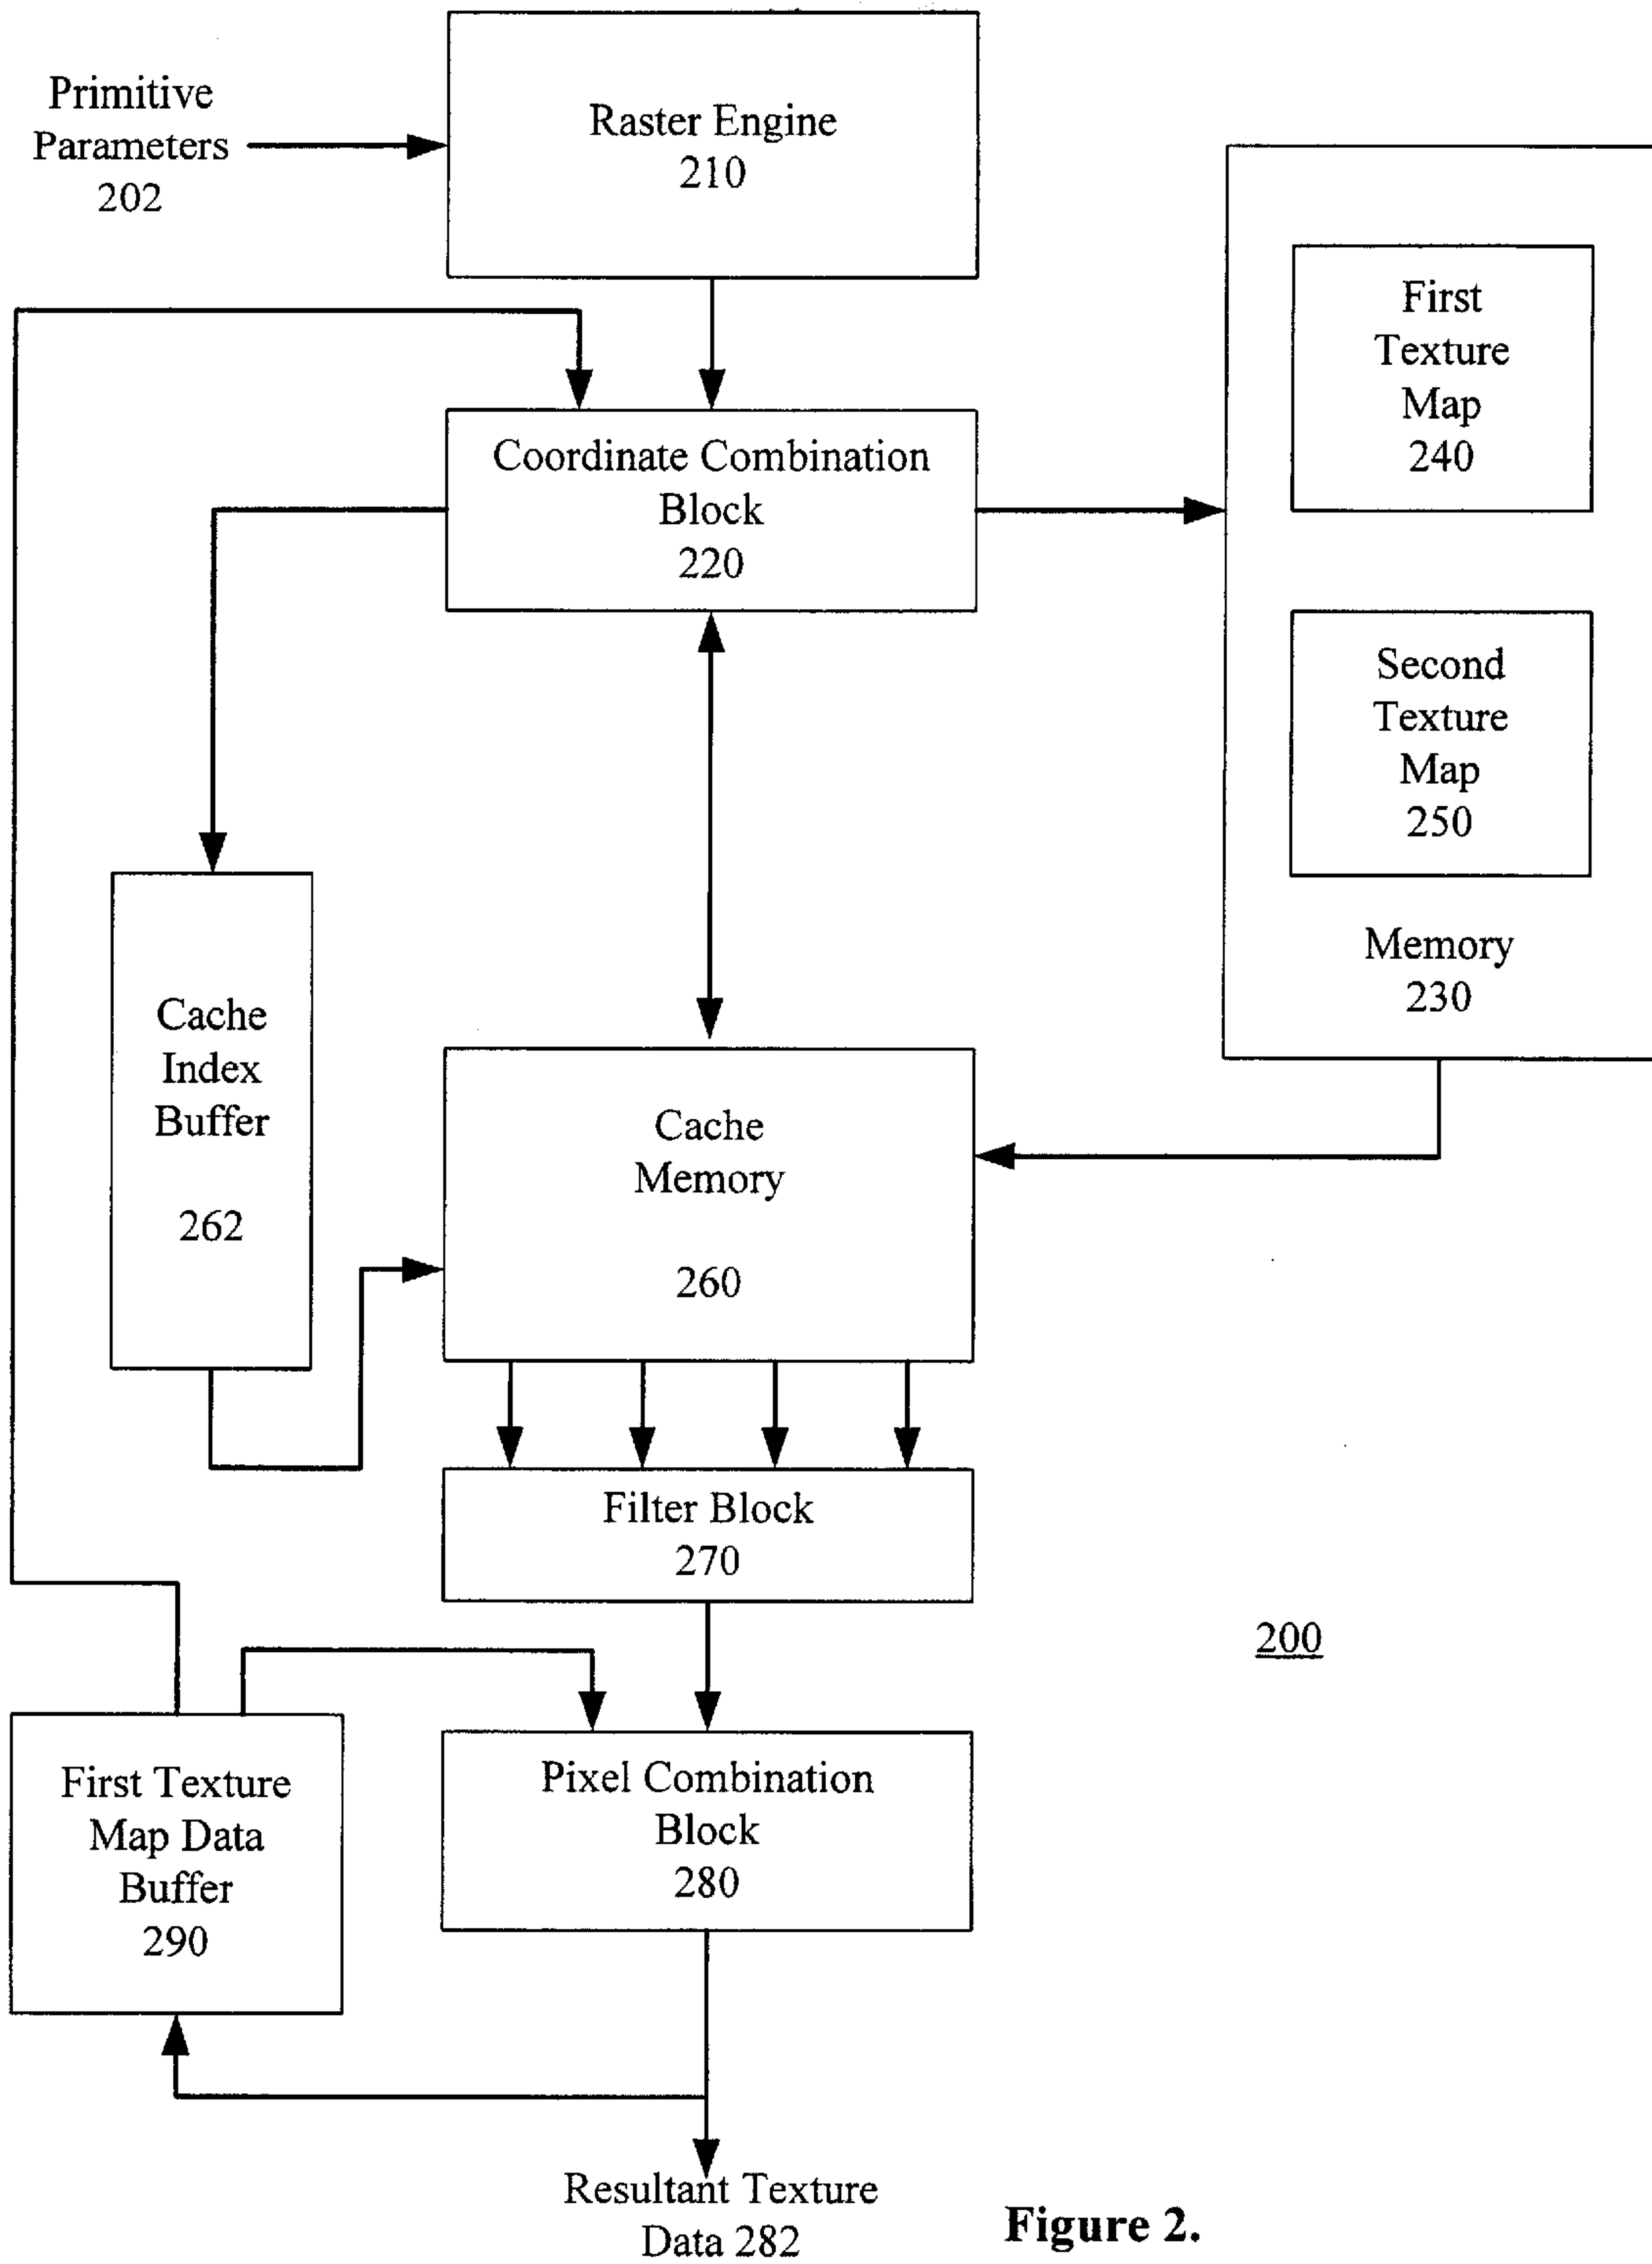 Primitive
Parameters
202
Raster Engine
210
First
Texture
Map
240
Coordinate Combination
Block
220
Second
Texture
Map
250
Memory
230
Cache
Index
Buffer
262
Cache
Memory
260
Filter Block
270
200
First Texture
Map Data
Buffer
290
Pixel Combination
Block
280
Resultant Texture
Data 282
Figure 2.